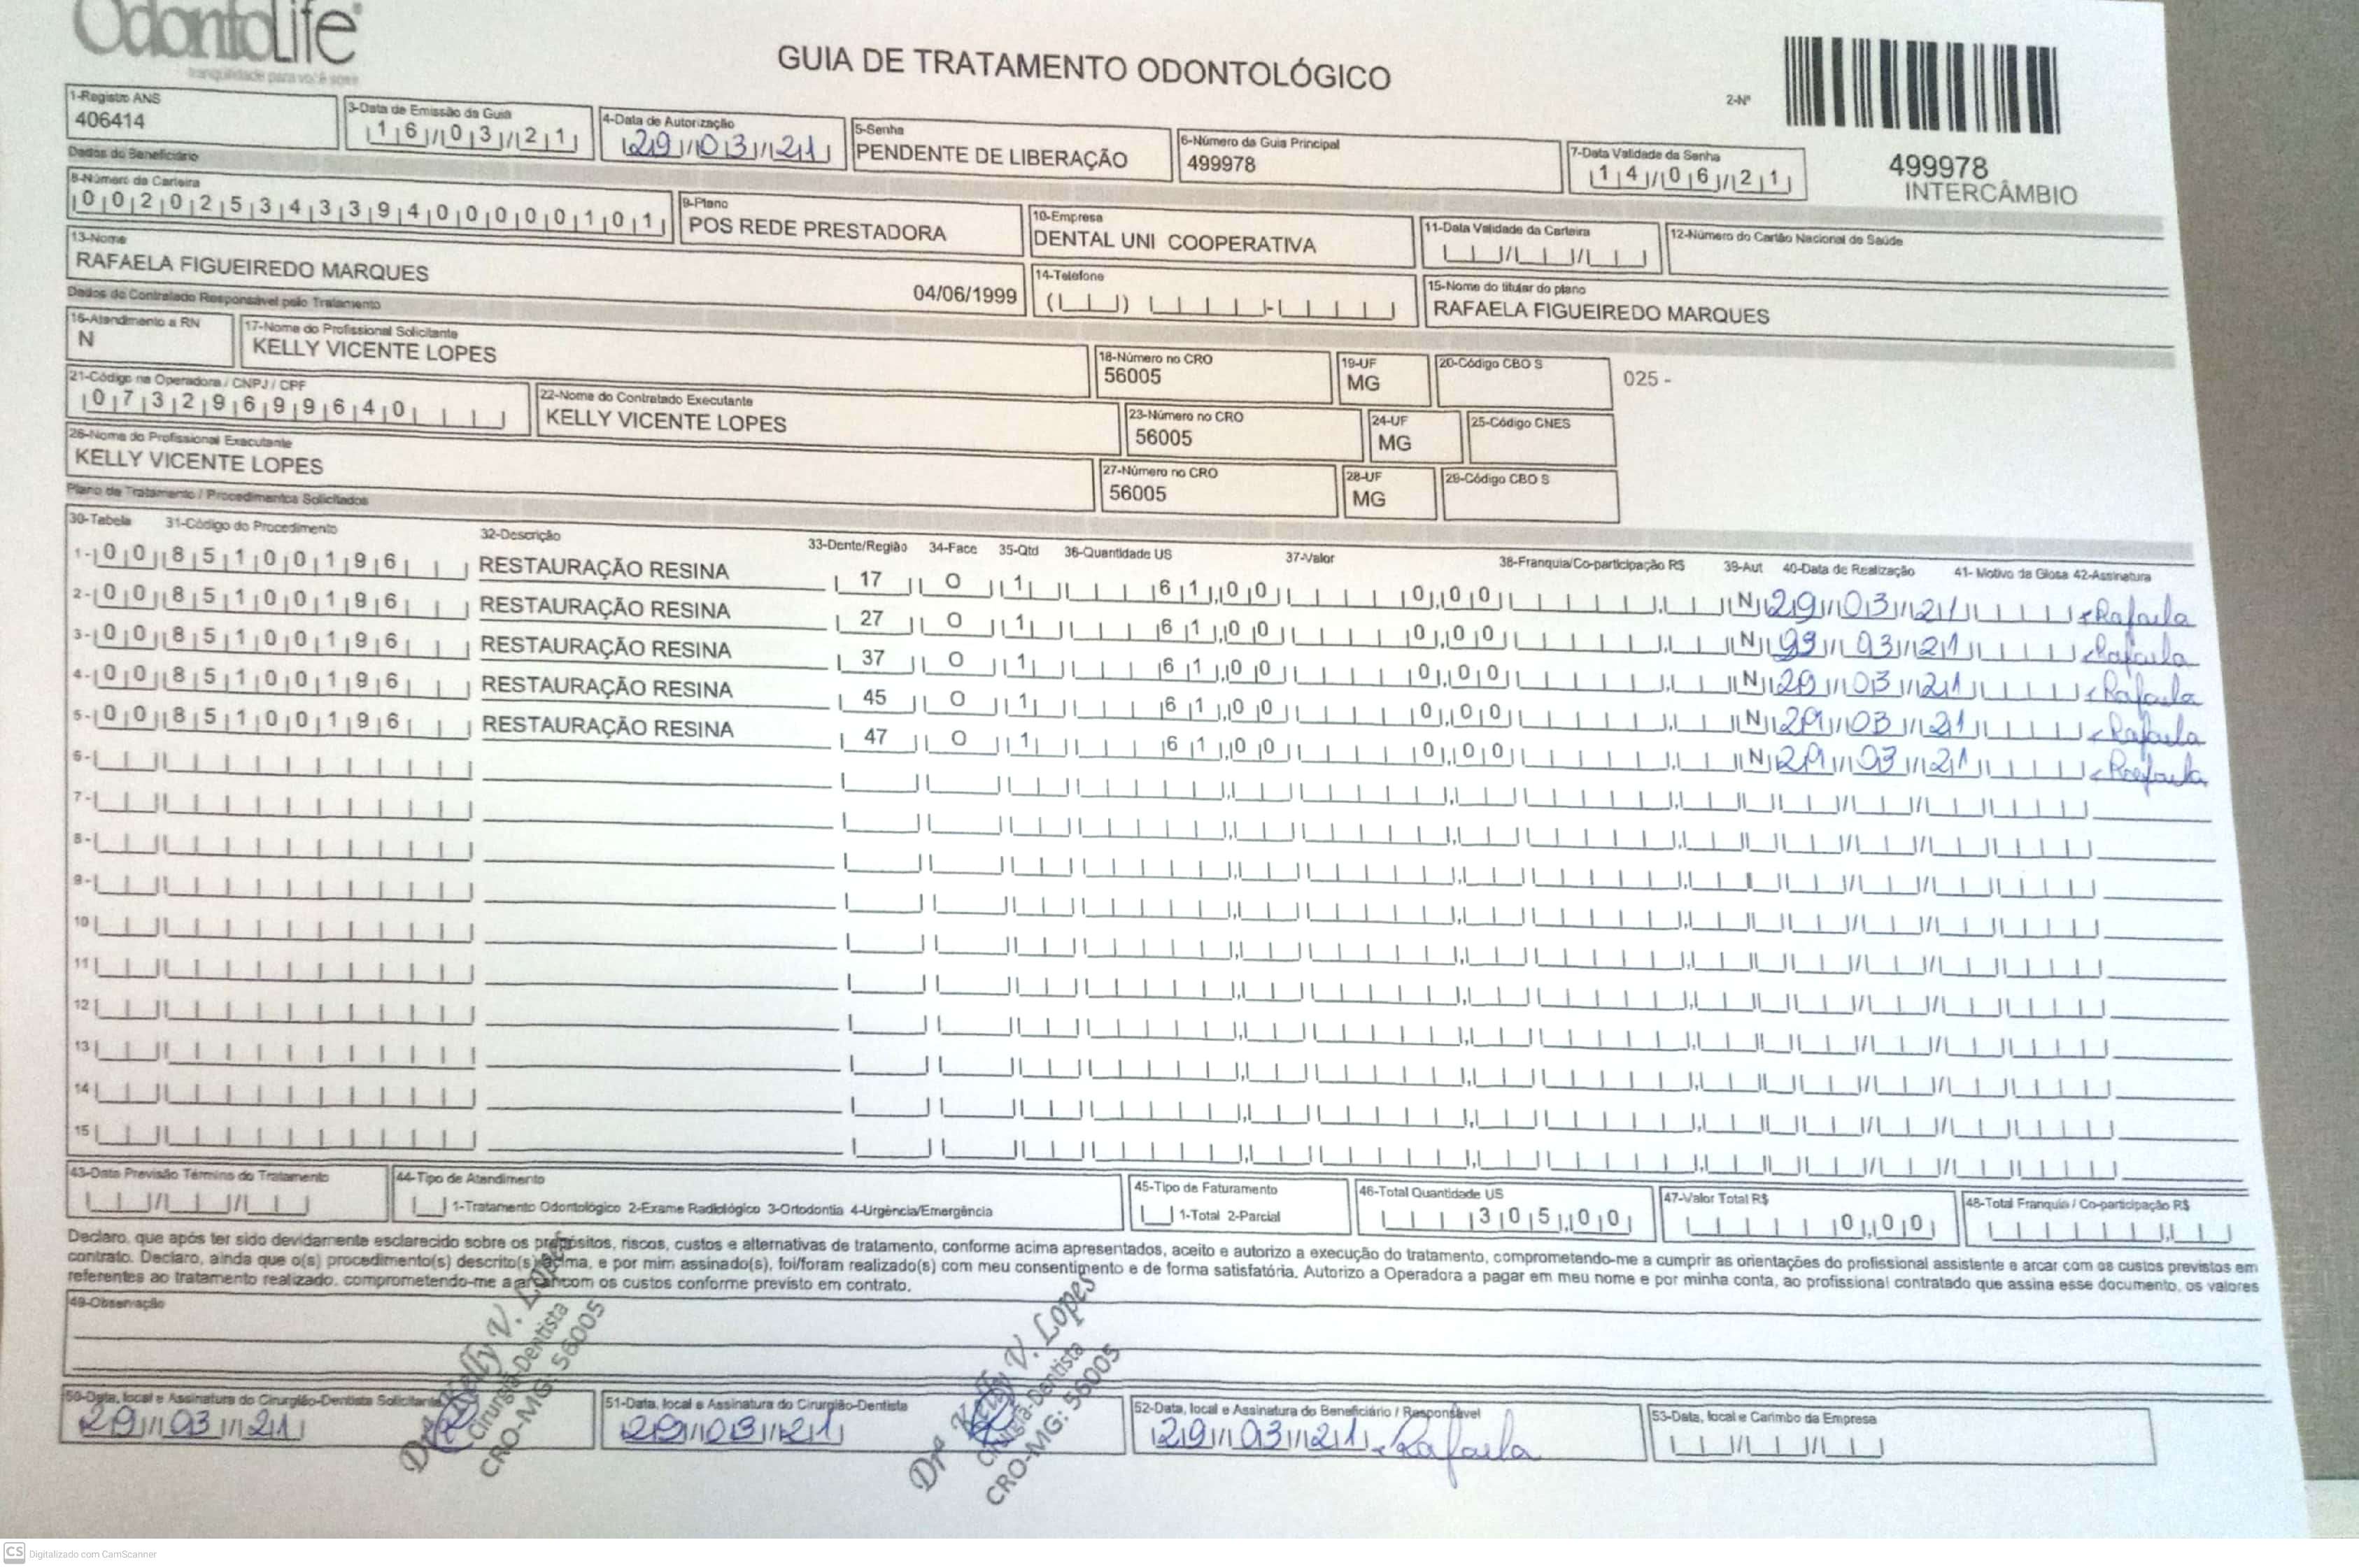 OdontoLife
tranquilidade para você sorrir
GUIA DE TRATAMENTO ODONTOLÓGICO
2-Nº
499978
INTERCÂMBIO
1-Registro ANS
406414
3-Data de Emissão da Guia
16/03/21
4-Data de Autorização
29/03/21
5-Senha
PENDENTE DE LIBERAÇÃO
6-Número da Guia Principal
499978
7-Data Validade da Senha
14/06/21
Dados do Beneficiário
8-Número da Carteira
00202534339400000101
9-Plano
POS REDE PRESTADORA
10-Empresa
DENTAL UNI COOPERATIVA
11-Data Validade da Carteira
12-Número do Cartão Nacional de Saúde
13-Nome
RAFAELA FIGUEIREDO MARQUES
04/06/1999
14-Telefone
15-Nome do titular do plano
RAFAELA FIGUEIREDO MARQUES
Dados do Contratado Responsável pelo Tratamento
16-Atendimento a RN
N
17-Nome do Profissional Solicitante
KELLY VICENTE LOPES
18-Número no CRO
56005
19-UF
MG
20-Código CBO S
025 -
21-Código na Operadora / CNPJ / CPF
07329699640
22-Nome do Contratado Executante
KELLY VICENTE LOPES
23-Número no CRO
56005
24-UF
MG
25-Código CNES
26-Nome do Profissional Executante
KELLY VICENTE LOPES
27-Número no CRO
56005
28-UF
MG
29-Código CBO S
Plano de Tratamento / Procedimentos Solicitados
30-Tabela 31-Código do Procedimento 32-Descrição 33-Dente/Região 34-Face 35-Qtd 36-Quantidade US 37-Valor 38-Franquia/Co-participação R$ 39-Aut 40-Data de Realização 41- Motivo da Glosa 42-Assinatura
1- 00 85100196 RESTAURAÇÃO RESINA 17 O 1 61,00 0,00 N 29/03/21 Rafaela
2- 00 85100196 RESTAURAÇÃO RESINA 27 O 1 61,00 0,00 N 29/03/21 Rafaela
3- 00 85100196 RESTAURAÇÃO RESINA 37 O 1 61,00 0,00 N 29/03/21 Rafaela
4- 00 85100196 RESTAURAÇÃO RESINA 45 O 1 61,00 0,00 N 29/03/21 Rafaela
5- 00 85100196 RESTAURAÇÃO RESINA 47 O 1 61,00 0,00 N 29/03/21 Rafaela
6-
7-
8-
9-
10
11
12
13
14
15
43-Data Previsão Término do Tratamento
44-Tipo de Atendimento
1-Tratamento Odontológico 2-Exame Radiológico 3-Ortodontia 4-Urgência/Emergência
45-Tipo de Faturamento
1-Total 2-Parcial
46-Total Quantidade US
305,00
47-Valor Total R$
0,00
48-Total Franquia / Co-participação R$
Declaro, que após ter sido devidamente esclarecido sobre os propósitos, riscos, custos e alternativas de tratamento, conforme acima apresentados, aceito e autorizo a execução do tratamento, comprometendo-me a cumprir as orientações do profissional assistente e arcar com os custos previstos em
contrato. Declaro, ainda que o(s) procedimento(s) descrito(s) acima, e por mim assinado(s), foi/foram realizado(s) com meu consentimento e de forma satisfatória. Autorizo a Operadora a pagar em meu nome e por minha conta, ao profissional contratado que assina esse documento, os valores
referentes ao tratamento realizado, comprometendo-me a arcar com os custos conforme previsto em contrato.
49-Observação
50-Data, local e Assinatura do Cirurgião-Dentista Solicitante
29/03/21
Drª Kelly V. Lopes
Cirurgiã-Dentista
CRO-MG: 56005
51-Data, local e Assinatura do Cirurgião-Dentista
29/03/21
Drª Kelly V. Lopes
Cirurgiã-Dentista
CRO-MG: 56005
52-Data, local e Assinatura do Beneficiário / Responsável
29/03/21 Rafaela
53-Data, local e Carimbo da Empresa
CS Digitalizado com CamScanner